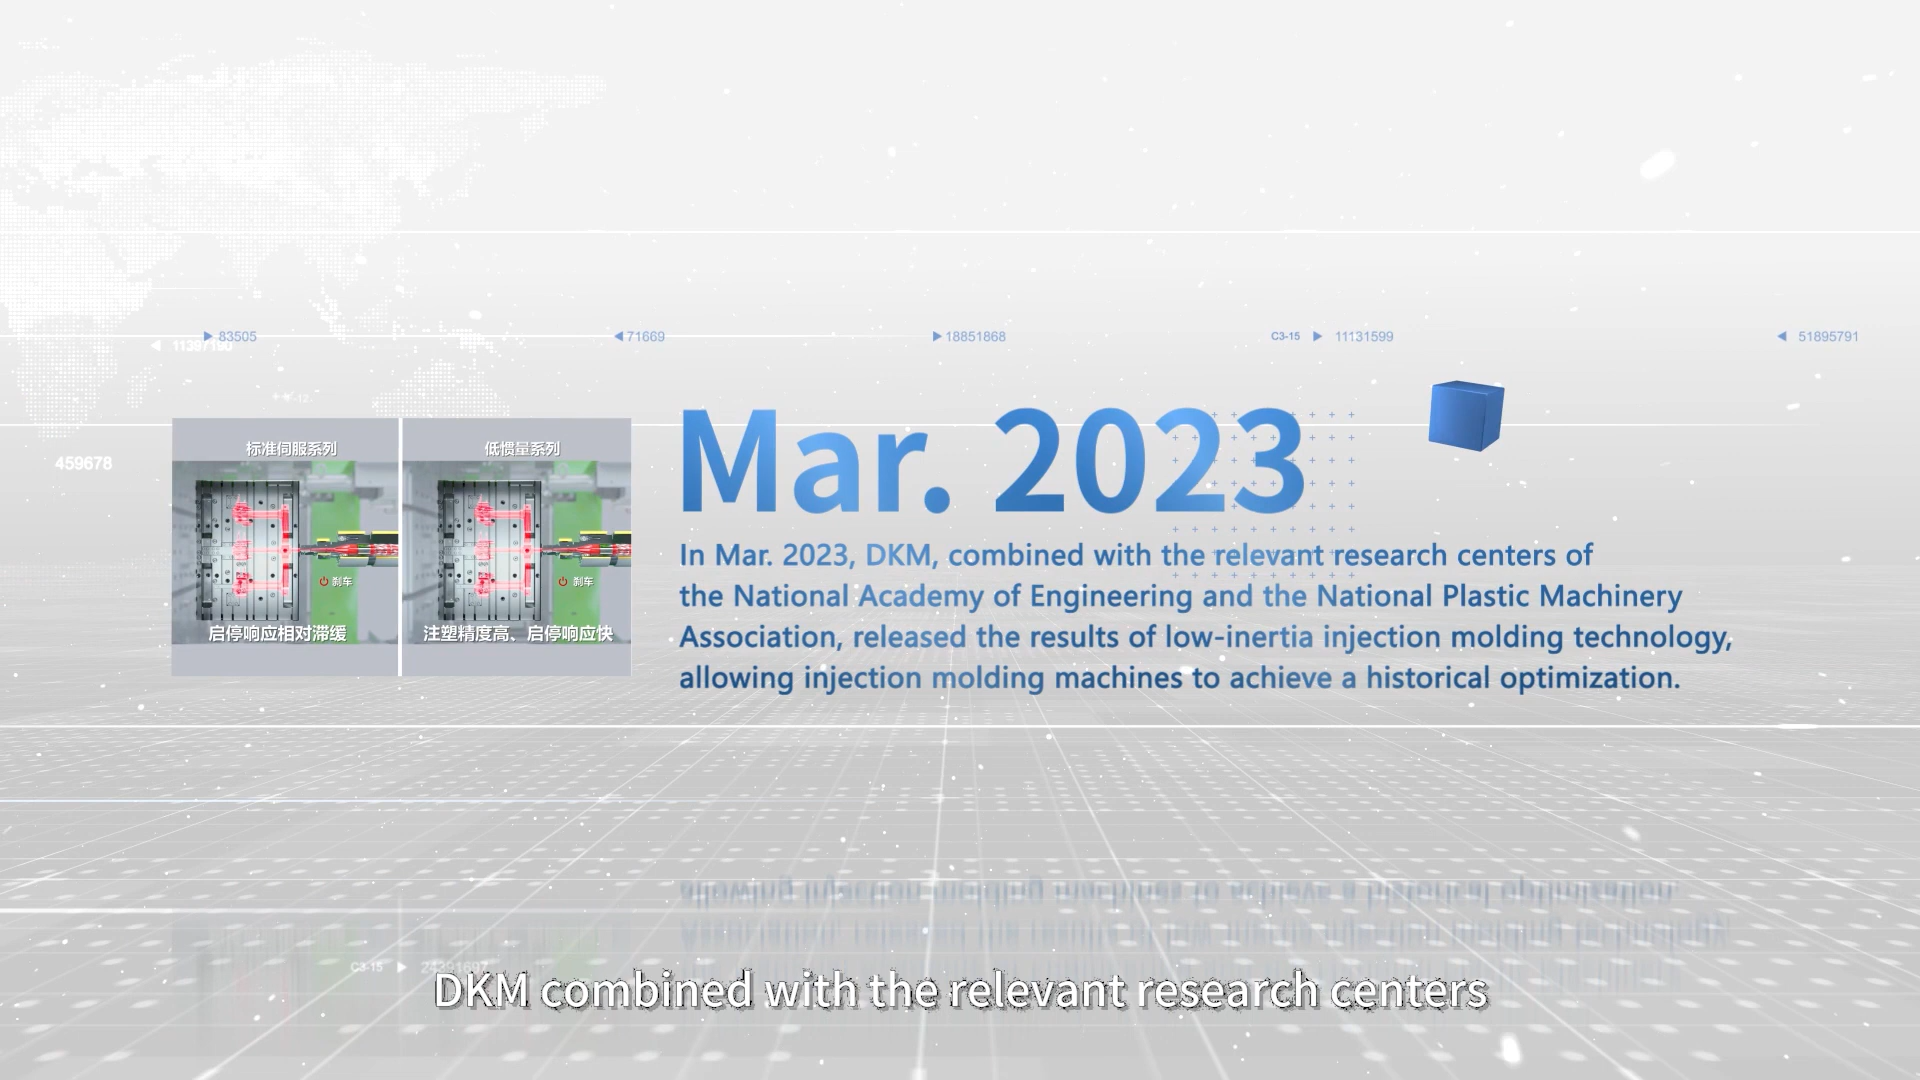 83505
71669
18851868
C3-15
11131599
51895791
11397190
459678
标准伺服系列
低惯量系列
刹车
刹车
启停响应相对滞缓
注塑精度高、启停响应快
Mar. 2023
In Mar. 2023, DKM, combined with the relevant research centers of
the National Academy of Engineering and the National Plastic Machinery
Association, released the results of low-inertia injection molding technology,
allowing injection molding machines to achieve a historical optimization.
C3-15
DKM combined with the relevant research centers